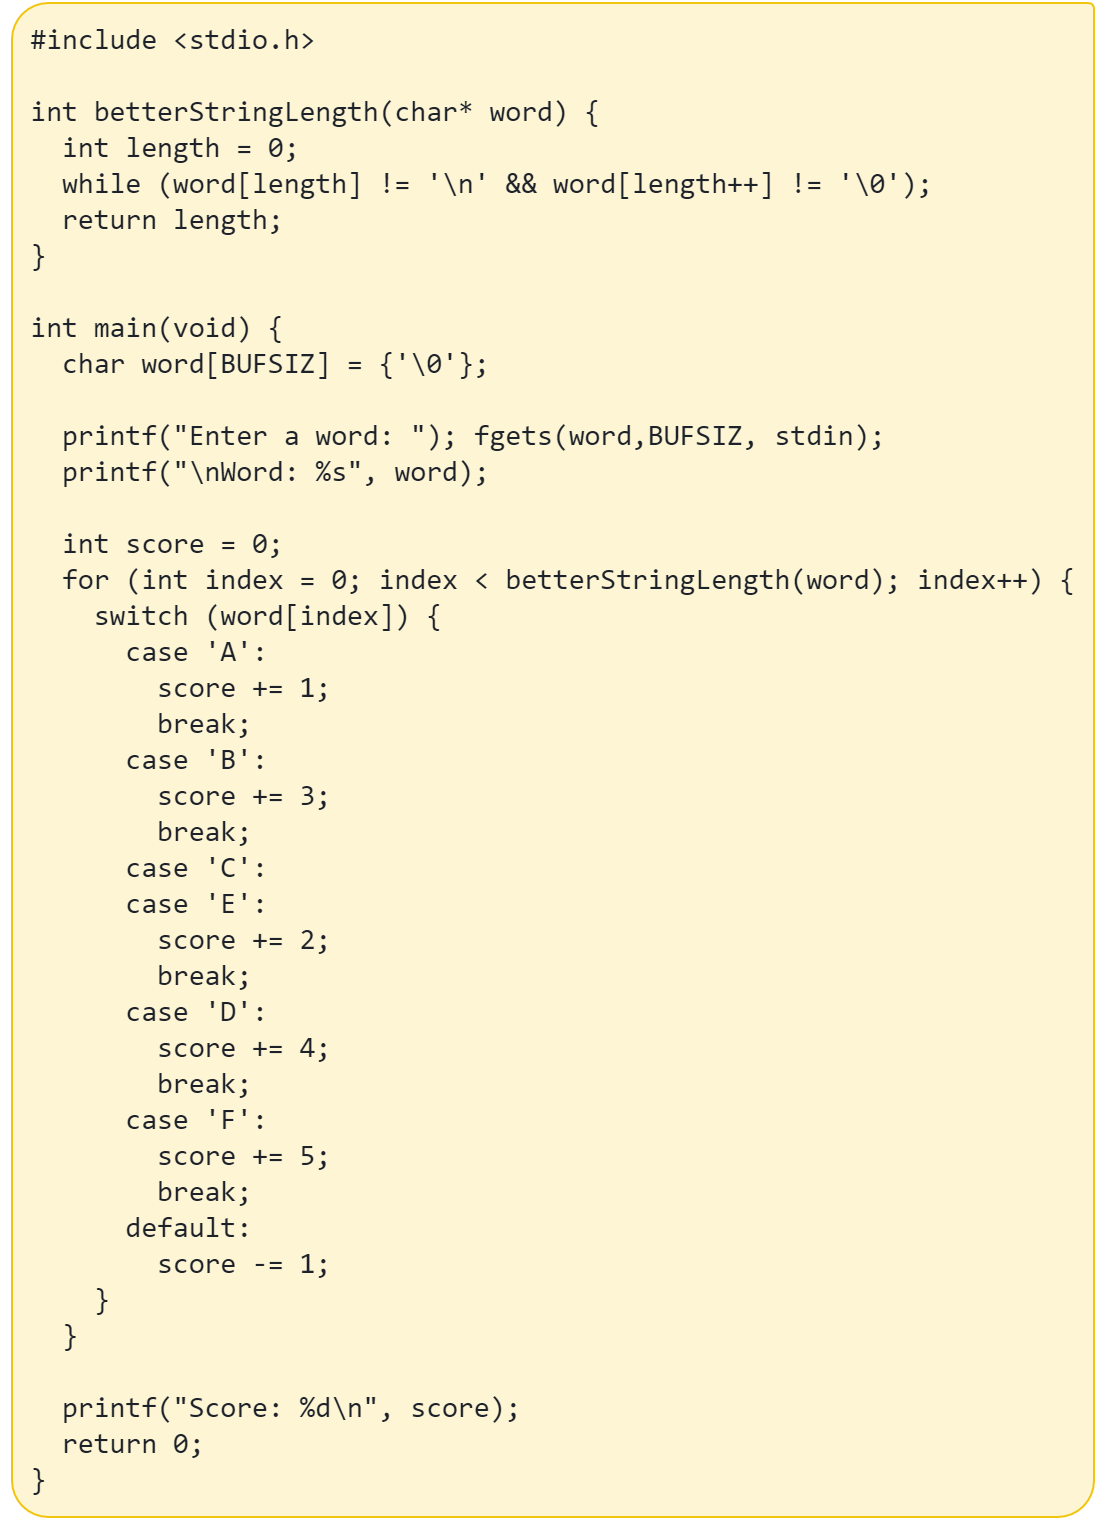 #include <stdio.h>

int betterStringLength(char* word) {
  int length = 0;
  while (word[length] != '\n' && word[length++] != '\0');
  return length;
}

int main(void) {
  char word[BUFSIZ] = {'\0'};

  printf("Enter a word: "); fgets(word,BUFSIZ, stdin);
  printf("\nWord: %s", word);

  int score = 0;
  for (int index = 0; index < betterStringLength(word); index++) {
    switch (word[index]) {
      case 'A':
        score += 1;
        break;
      case 'B':
        score += 3;
        break;
      case 'C':
      case 'E':
        score += 2;
        break;
      case 'D':
        score += 4;
        break;
      case 'F':
        score += 5;
        break;
      default:
        score -= 1;
    }
  }

  printf("Score: %d\n", score);
  return 0;
}